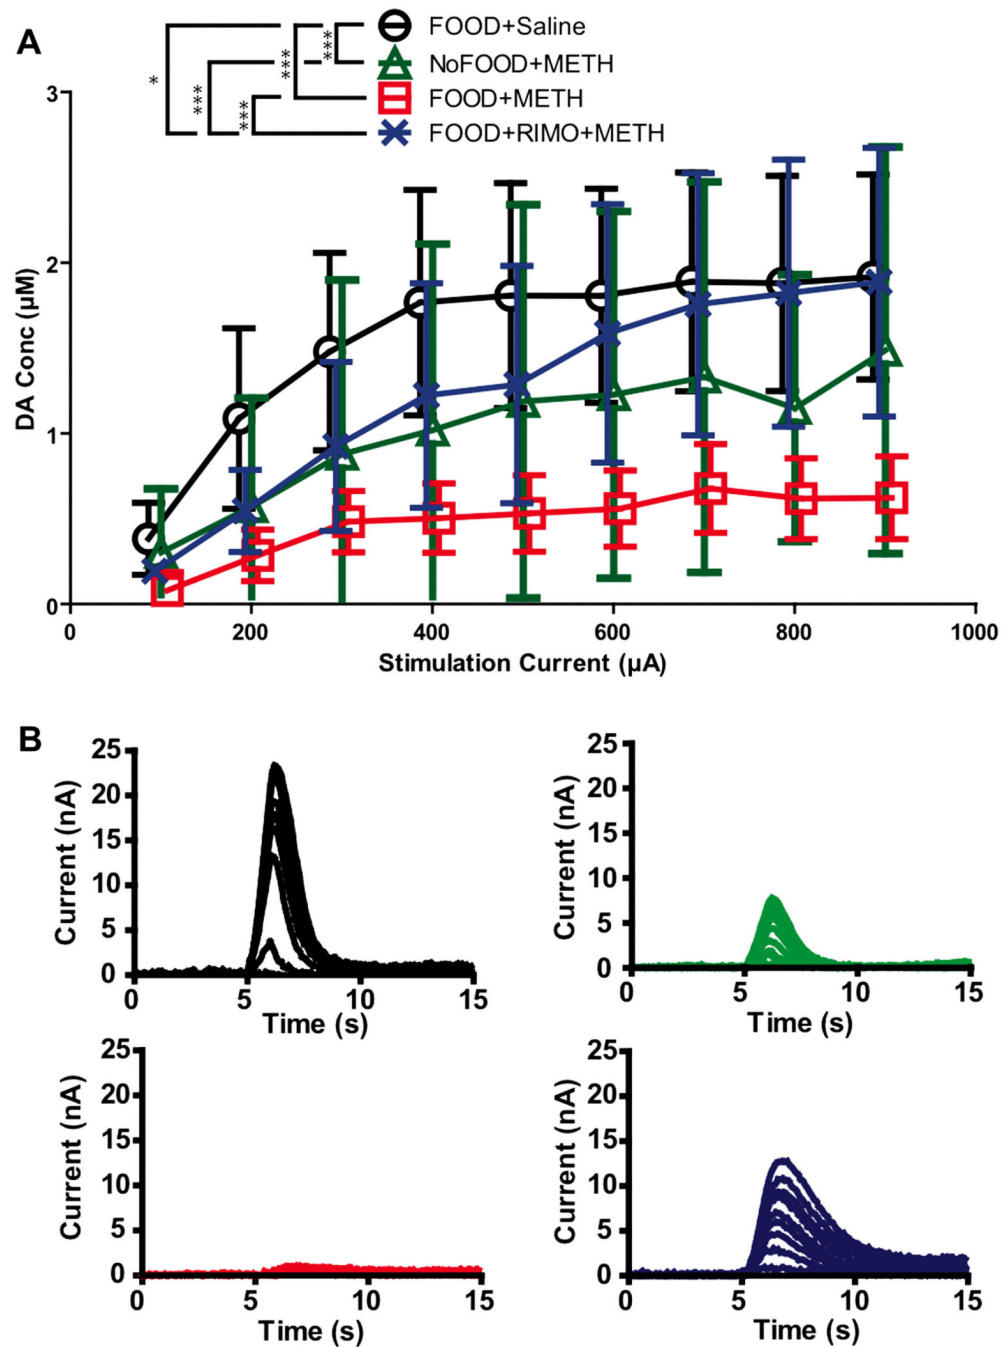 A
FOOD+Saline
NoFOOD+METH
FOOD+METH
FOOD+RIMO+METH
*
***
***
***
***
3
2
1
0
DA Conc (µM)
0 200 400 600 800 1000
Stimulation Current (µA)
B
25
20
15
10
5
0
Current (nA)
0 5 10 15
Time (s)
25
20
15
10
5
0
Current (nA)
0 5 10 15
Time (s)
25
20
15
10
5
0
Current (nA)
0 5 10 15
Time (s)
25
20
15
10
5
0
Current (nA)
0 5 10 15
Time (s)